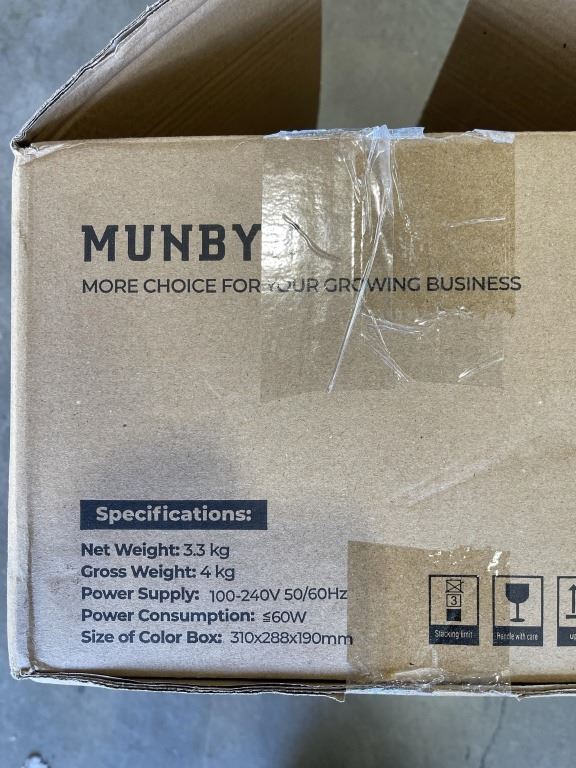 MUNBY
MORE CHOICE FOR YOUR GROWING BUSINESS
Specifications:
Net Weight: 3.3 kg
Gross Weight: 4 kg
Power Supply: 100-240V 50/60Hz
Power Consumption: ≤60W
Size of Color Box: 310x288x190mm
3
Stacking limit
Handle with care
up